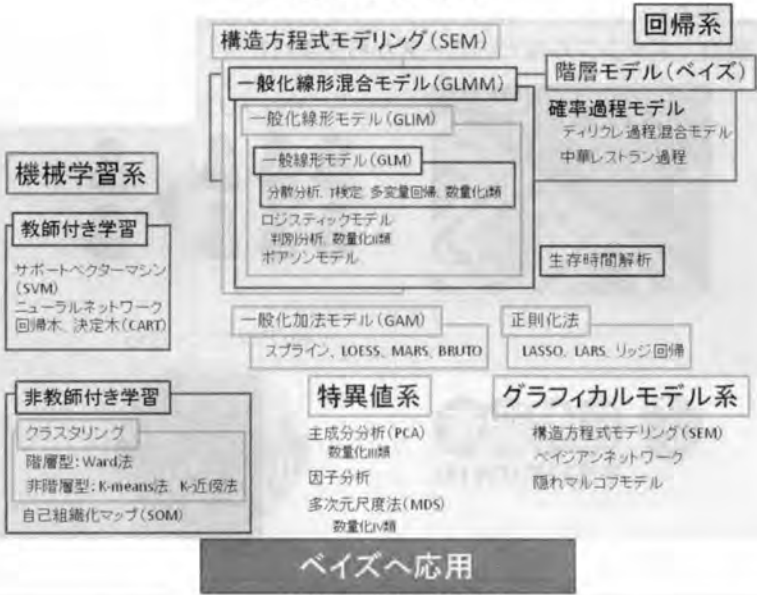 回帰系
構造方程式モデリング(SEM)
一般化線形混合モデル(GLMM)
階層モデル(ベイズ)
確率過程モデル
ディリクレ過程混合モデル
中華レストラン過程
一般化線形モデル(GLIM)
一般線形モデル(GLM)
分散分析、T検定、多変量回帰、数量化I類
ロジスティックモデル
判別分析、数量化II類
ポアソンモデル
生存時間解析
一般化加法モデル(GAM)
スプライン、LOESS、MARS、BRUTO
正則化法
LASSO、LARS、リッジ回帰
機械学習系
教師付き学習
サポートベクターマシン
(SVM)
ニューラルネットワーク
回帰木、決定木(CART)
非教師付き学習
クラスタリング
階層型:Ward法
非階層型:K-means法、K-近傍法
自己組織化マップ(SOM)
特異値系
主成分分析(PCA)
数量化III類
因子分析
多次元尺度法(MDS)
数量化IV類
グラフィカルモデル系
構造方程式モデリング(SEM)
ベイジアンネットワーク
隠れマルコフモデル
ベイズへ応用